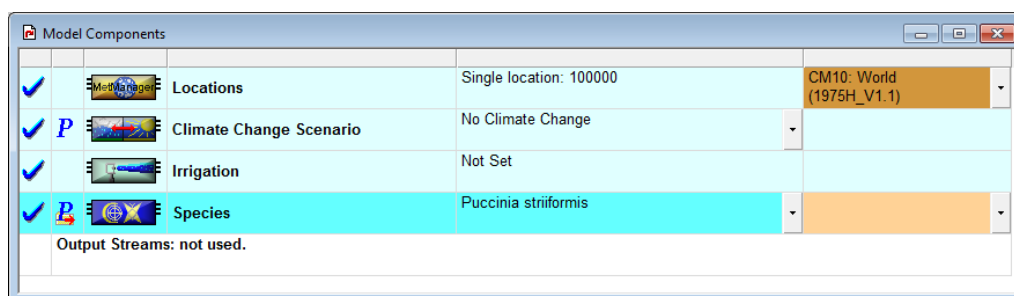 Model Components
MetManager
Locations
Single location: 100000
CM10: World
(1975H_V1.1)
P
Climate Change Scenario
No Climate Change
Irrigation
Not Set
P
Species
Puccinia striiformis
Output Streams: not used.